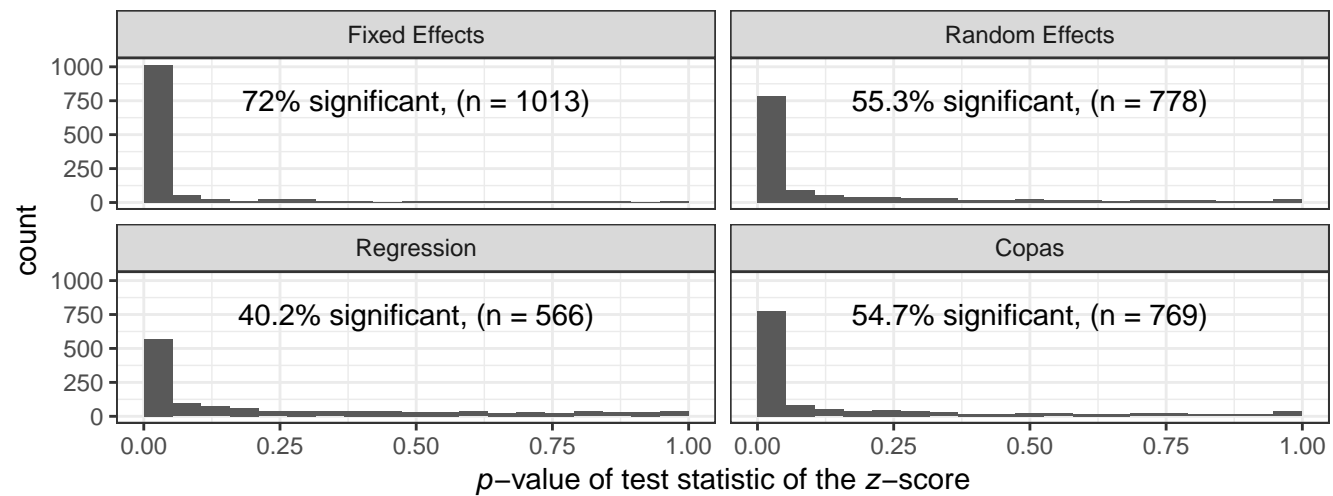 Fixed Effects
Random Effects
1000
750
500
250
0
72% significant, (n = 1013)
55.3% significant, (n = 778)
count
Regression
Copas
1000
750
500
250
0
40.2% significant, (n = 566)
54.7% significant, (n = 769)
0.00 0.25 0.50 0.75 1.00
0.00 0.25 0.50 0.75 1.00
p−value of test statistic of the z−score